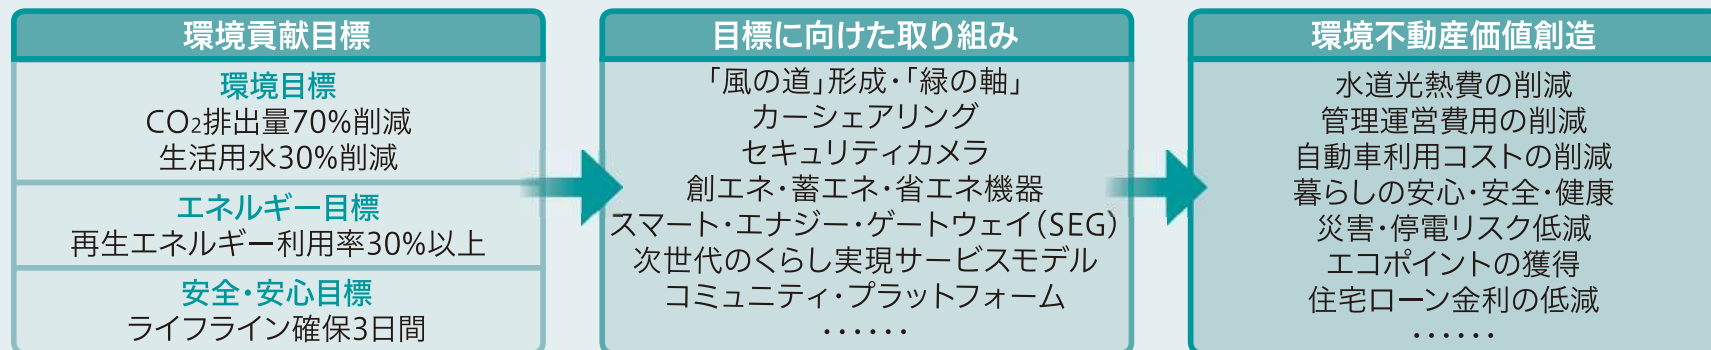 環境貢献目標
環境目標
CO2排出量70%削減
生活用水30%削減
エネルギー目標
再生エネルギー利用率30%以上
安全・安心目標
ライフライン確保3日間
目標に向けた取り組み
「風の道」形成・「緑の軸」
カーシェアリング
セキュリティカメラ
創エネ・蓄エネ・省エネ機器
スマート・エナジー・ゲートウェイ(SEG)
次世代のくらし実現サービスモデル
コミュニティ・プラットフォーム
・・・・・・
環境不動産価値創造
水道光熱費の削減
管理運営費用の削減
自動車利用コストの削減
暮らしの安心・安全・健康
災害・停電リスク低減
エコポイントの獲得
住宅ローン金利の低減
・・・・・・